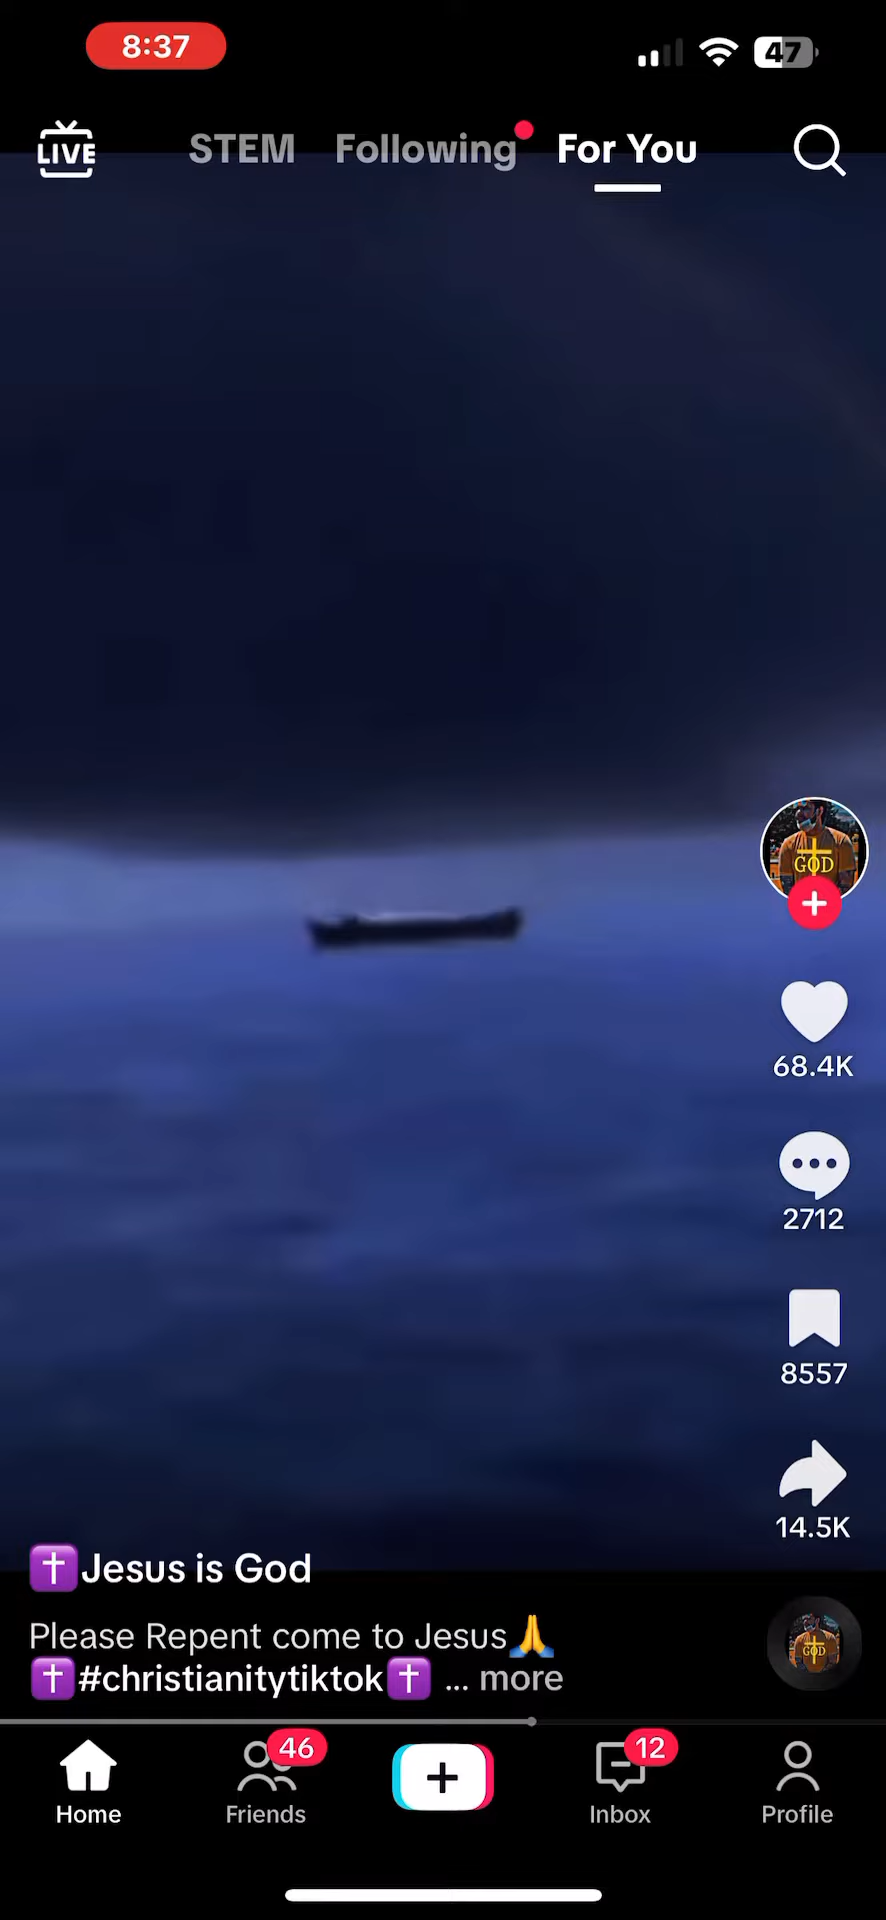 8:37
47
LIVE
STEM
Following
For You
GOD
68.4K
2712
8557
14.5K
✝️Jesus is God
Please Repent come to Jesus🙏
✝️#christianitytiktok✝️ ... more
GOD
46
12
Home
Friends
Inbox
Profile